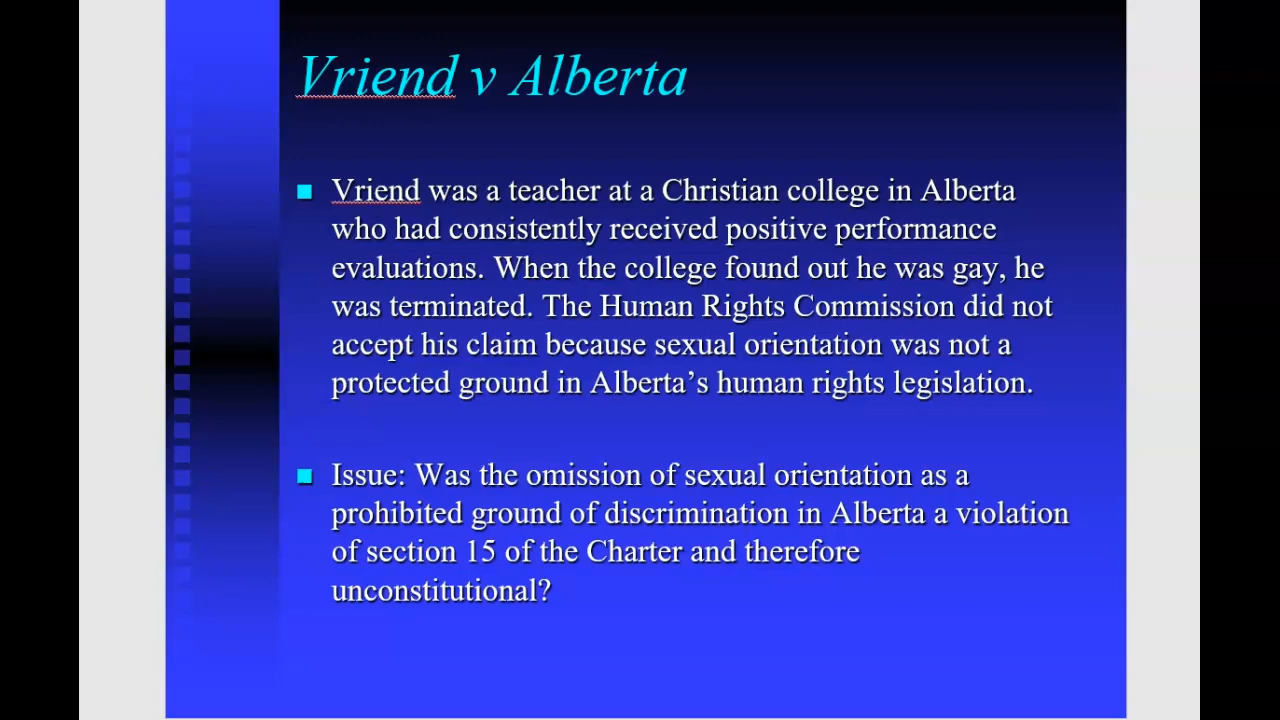 Vriend v Alberta
Vriend was a teacher at a Christian college in Alberta
who had consistently received positive performance
evaluations. When the college found out he was gay, he
was terminated. The Human Rights Commission did not
accept his claim because sexual orientation was not a
protected ground in Alberta’s human rights legislation.
Issue: Was the omission of sexual orientation as a
prohibited ground of discrimination in Alberta a violation
of section 15 of the Charter and therefore
unconstitutional?